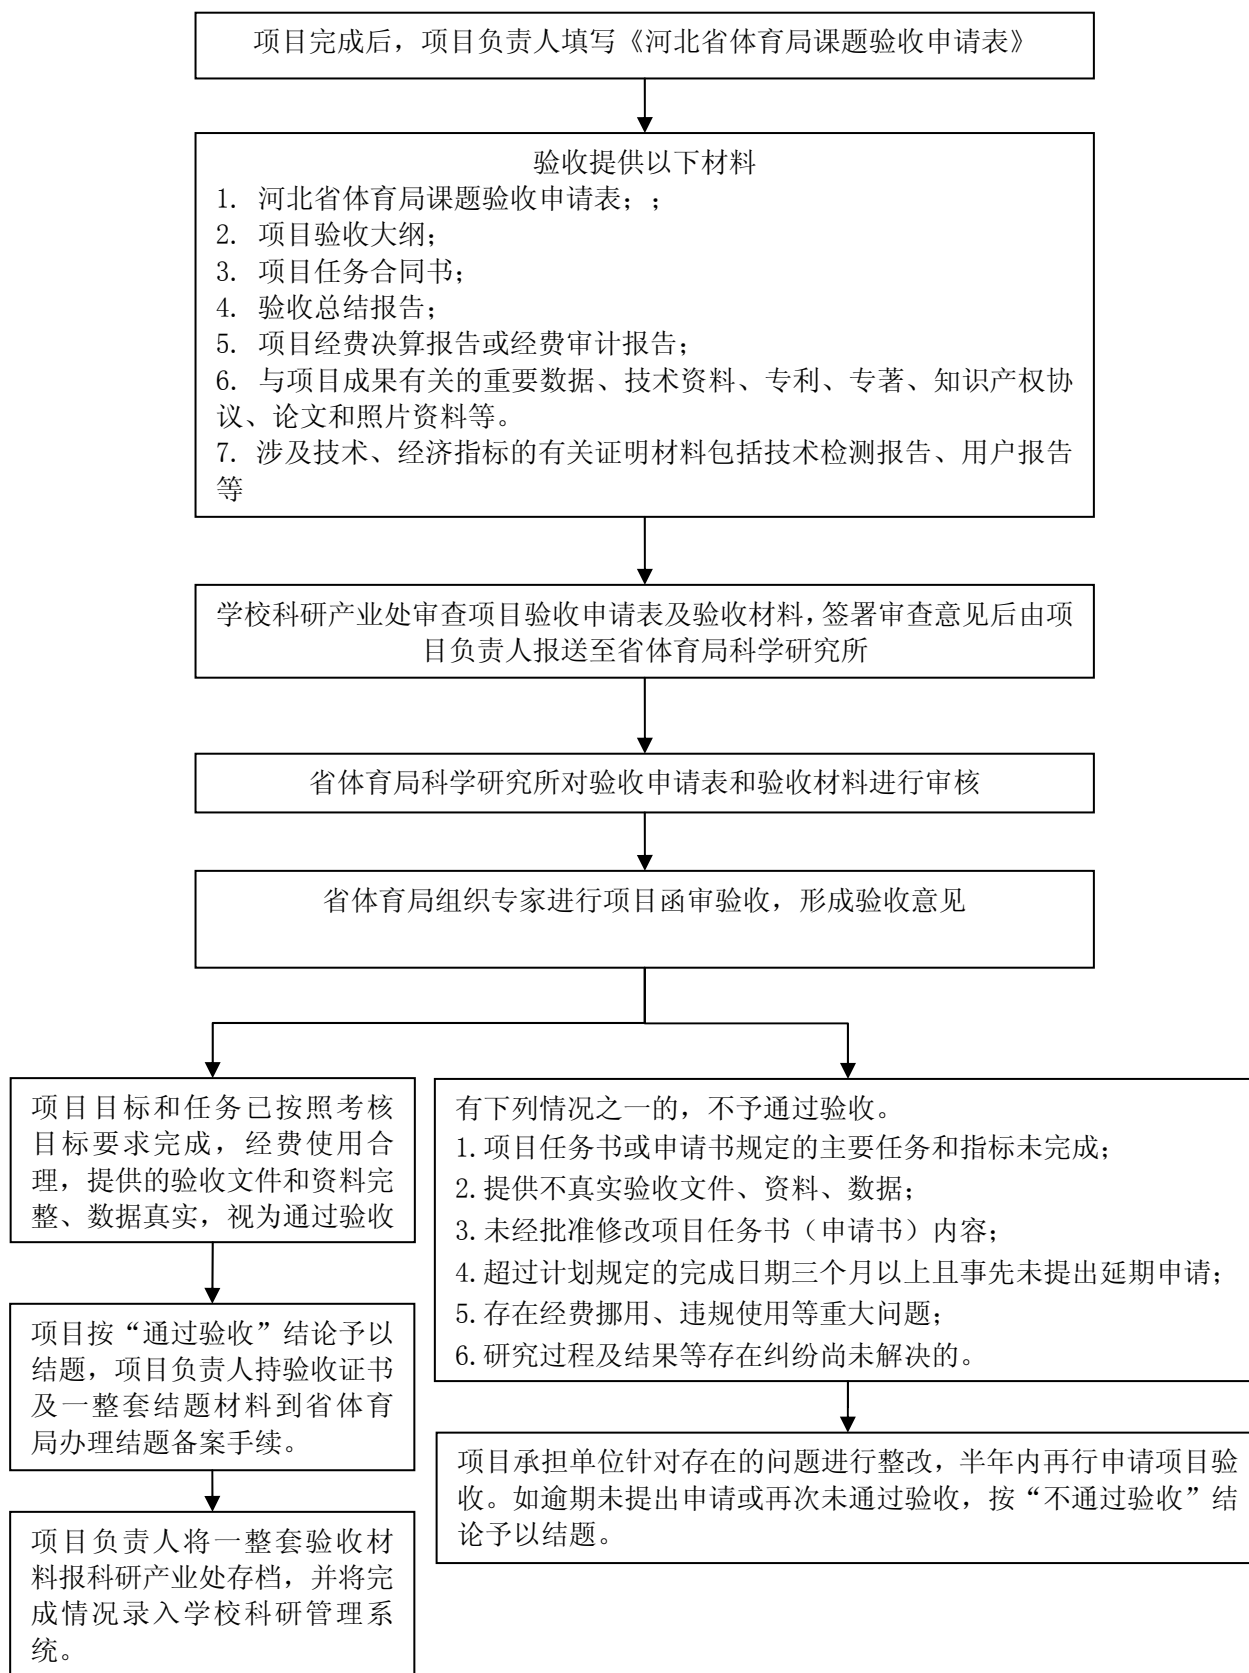 项目完成后，项目负责人填写《河北省体育局课题验收申请表》
验收提供以下材料
1. 河北省体育局课题验收申请表；；
2. 项目验收大纲；
3. 项目任务合同书；
4. 验收总结报告；
5. 项目经费决算报告或经费审计报告；
6. 与项目成果有关的重要数据、技术资料、专利、专著、知识产权协
议、论文和照片资料等。
7. 涉及技术、经济指标的有关证明材料包括技术检测报告、用户报告
等
学校科研产业处审查项目验收申请表及验收材料，签署审查意见后由项
目负责人报送至省体育局科学研究所
省体育局科学研究所对验收申请表和验收材料进行审核
省体育局组织专家进行项目函审验收，形成验收意见
项目目标和任务已按照考核
目标要求完成，经费使用合
理，提供的验收文件和资料完
整、数据真实，视为通过验收
项目按“通过验收”结论予以
结题，项目负责人持验收证书
及一整套结题材料到省体育
局办理结题备案手续。
项目负责人将一整套验收材
料报科研产业处存档，并将完
成情况录入学校科研管理系
统。
有下列情况之一的，不予通过验收。
1.项目任务书或申请书规定的主要任务和指标未完成；
2.提供不真实验收文件、资料、数据；
3.未经批准修改项目任务书（申请书）内容；
4.超过计划规定的完成日期三个月以上且事先未提出延期申请；
5.存在经费挪用、违规使用等重大问题；
6.研究过程及结果等存在纠纷尚未解决的。
项目承担单位针对存在的问题进行整改，半年内再行申请项目验
收。如逾期未提出申请或再次未通过验收，按“不通过验收”结
论予以结题。